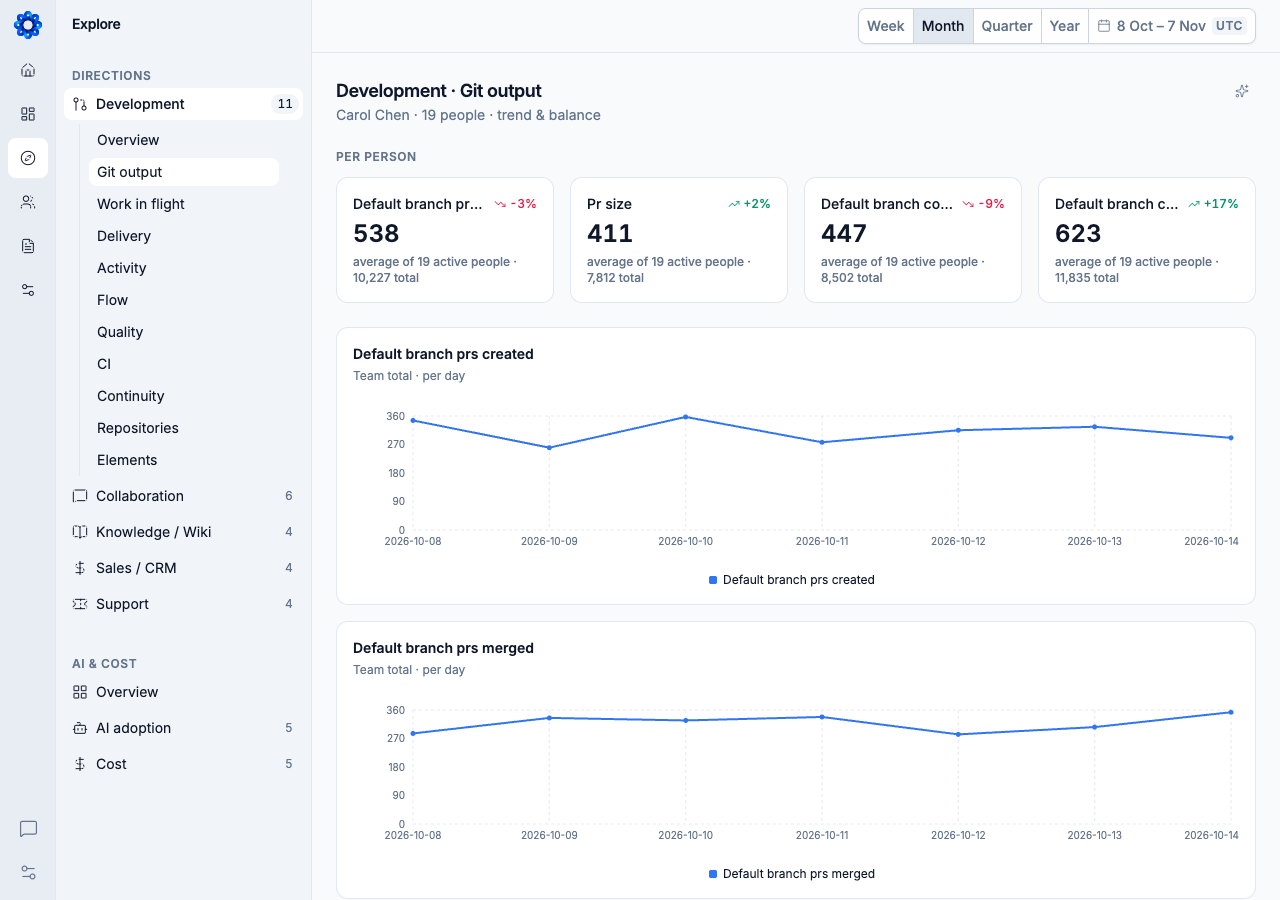 Explore
Week
Month
Quarter
Year
8 Oct – 7 Nov UTC
DIRECTIONS
Development 11
Overview
Git output
Work in flight
Delivery
Activity
Flow
Quality
CI
Continuity
Repositories
Elements
Collaboration 6
Knowledge / Wiki 4
Sales / CRM 4
Support 4
AI & COST
Overview
AI adoption 5
Cost 5
Development · Git output
Carol Chen · 19 people · trend & balance
PER PERSON
Default branch pr... -3%
538
average of 19 active people ·
10,227 total
Pr size +2%
411
average of 19 active people ·
7,812 total
Default branch co... -9%
447
average of 19 active people ·
8,502 total
Default branch c... +17%
623
average of 19 active people ·
11,835 total
Default branch prs created
Team total · per day
360
270
180
90
0
2026-10-08 2026-10-09 2026-10-10 2026-10-11 2026-10-12 2026-10-13 2026-10-14
Default branch prs created
Default branch prs merged
Team total · per day
360
270
180
90
0
2026-10-08 2026-10-09 2026-10-10 2026-10-11 2026-10-12 2026-10-13 2026-10-14
Default branch prs merged